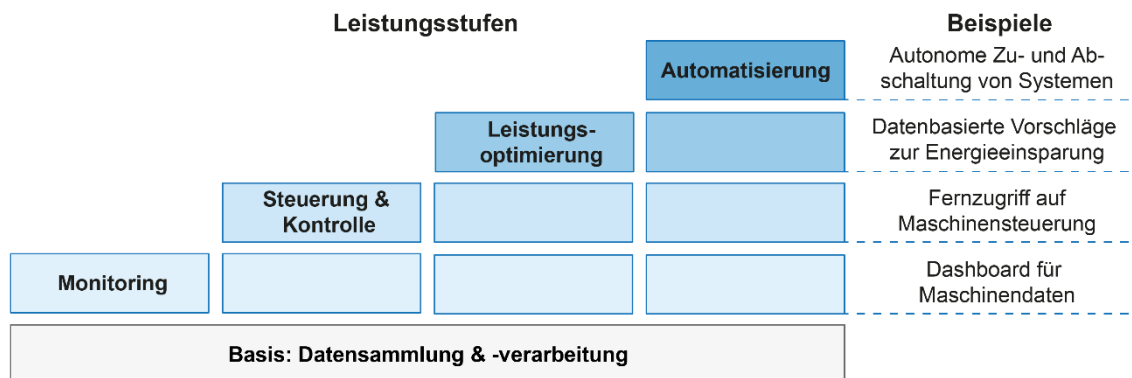 Leistungsstufen
Beispiele
Automatisierung
Autonome Zu- und Ab-
schaltung von Systemen
Leistungs-
optimierung
Datenbasierte Vorschläge
zur Energieeinsparung
Steuerung &
Kontrolle
Fernzugriff auf
Maschinensteuerung
Monitoring
Dashboard für
Maschinendaten
Basis: Datensammlung & -verarbeitung